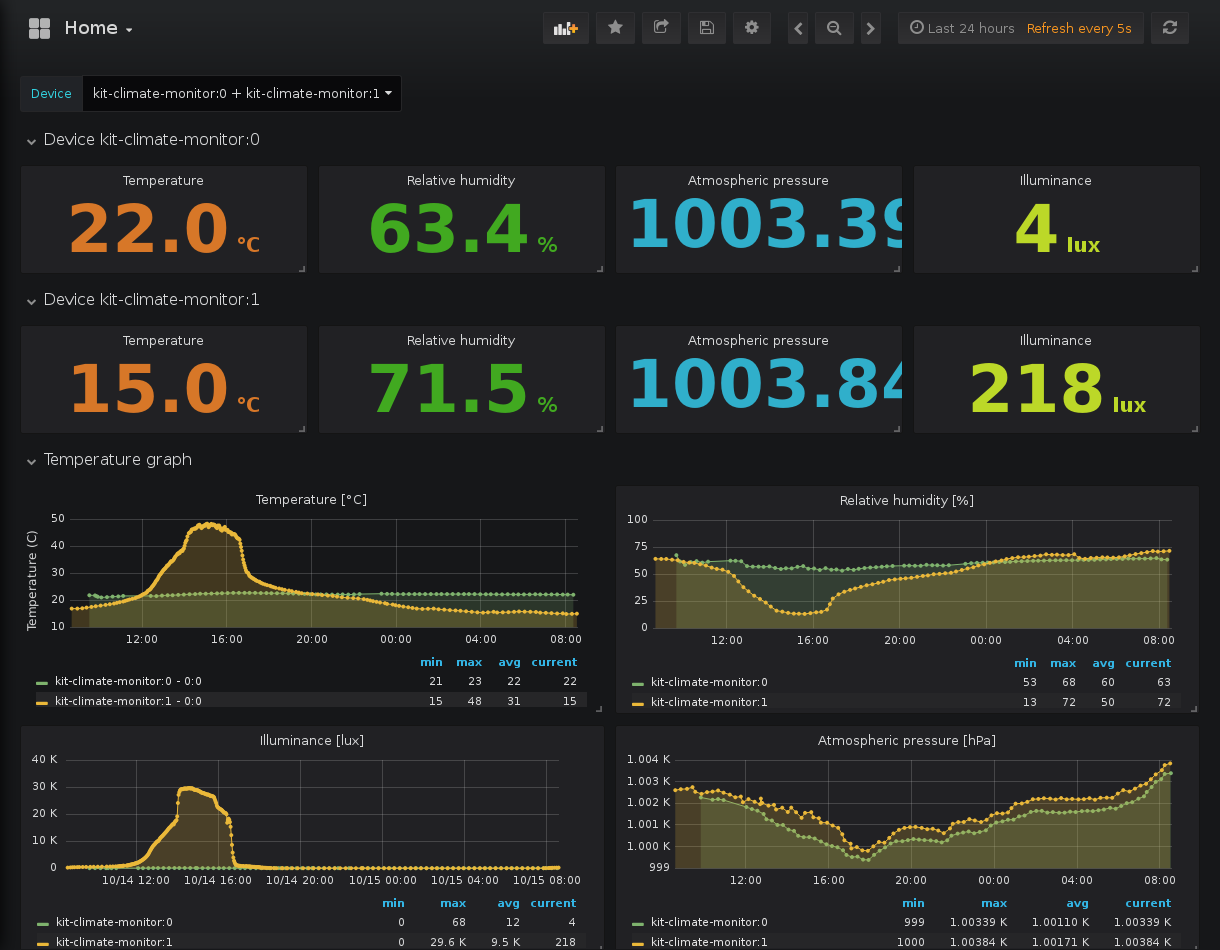 Home
Last 24 hours Refresh every 5s
Device kit-climate-monitor:0 + kit-climate-monitor:1
Device kit-climate-monitor:0
Temperature Relative humidity Atmospheric pressure Illuminance
22.0 °C 63.4 % 1003.39 4 lux
Device kit-climate-monitor:1
Temperature Relative humidity Atmospheric pressure Illuminance
15.0 °C 71.5 % 1003.84 218 lux
Temperature graph
Temperature [°C]
Temperature (C)
50
40
30
20
10
12:00 16:00 20:00 00:00 04:00 08:00
min max avg current
kit-climate-monitor:0 - 0:0 21 23 22 22
kit-climate-monitor:1 - 0:0 15 48 31 15
Relative humidity [%]
100
75
50
25
0
12:00 16:00 20:00 00:00 04:00 08:00
min max avg current
kit-climate-monitor:0 53 68 60 63
kit-climate-monitor:1 13 72 50 72
Illuminance [lux]
40 K
30 K
20 K
10 K
0
10/14 12:00 10/14 16:00 10/14 20:00 10/15 00:00 10/15 04:00 10/15 08:00
min max avg current
kit-climate-monitor:0 0 68 12 4
kit-climate-monitor:1 0 29.6 K 9.5 K 218
Atmospheric pressure [hPa]
1.004 K
1.003 K
1.002 K
1.001 K
1.000 K
999
12:00 16:00 20:00 00:00 04:00 08:00
min max avg current
kit-climate-monitor:0 999 1.00339 K 1.00110 K 1.00339 K
kit-climate-monitor:1 1000 1.00384 K 1.00171 K 1.00384 K